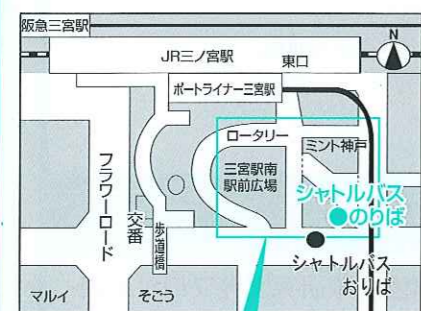 阪急三宮駅
N
JR三ノ宮駅
東口
ポートライナー三宮駅
ロータリー
ミント神戸
三宮駅南
駅前広場
シャトルバス
のりば
フラワーロード
交番
歩道橋
シャトルバス
おりば
マルイ
そごう